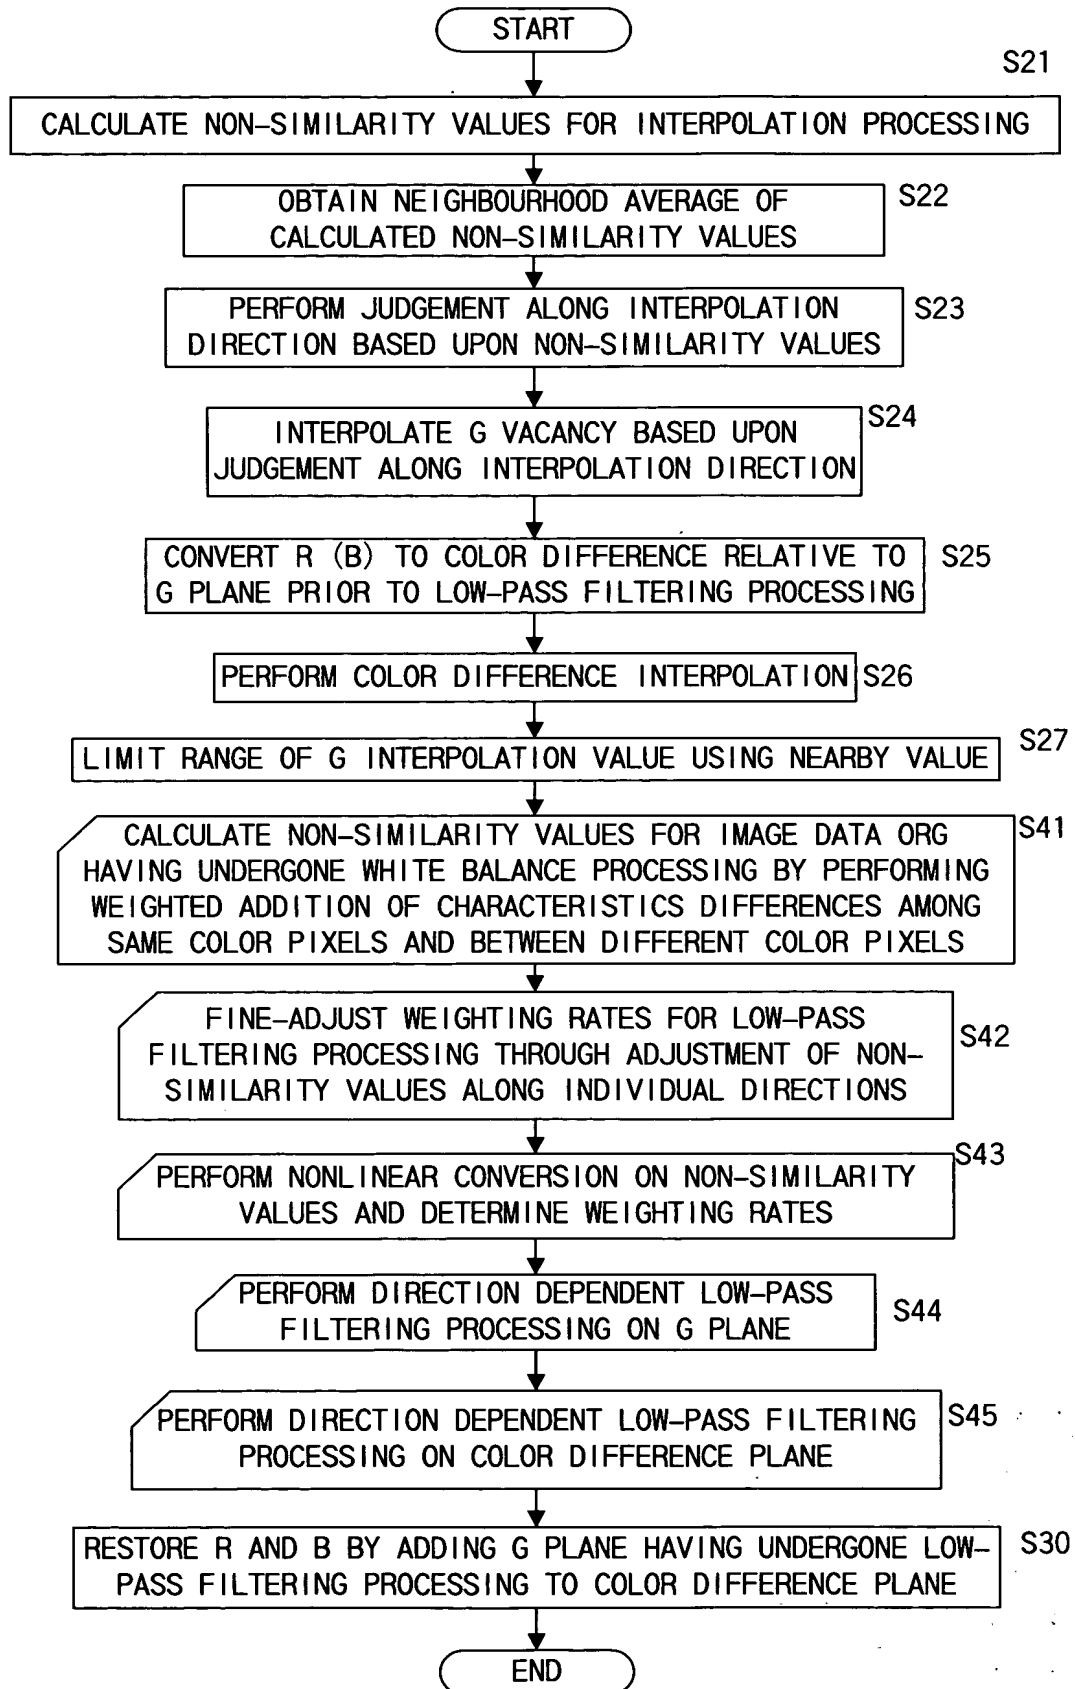 START
S21
CALCULATE NON-SIMILARITY VALUES FOR INTERPOLATION PROCESSING
S22
OBTAIN NEIGHBOURHOOD AVERAGE OF
CALCULATED NON-SIMILARITY VALUES
S23
PERFORM JUDGEMENT ALONG INTERPOLATION
DIRECTION BASED UPON NON-SIMILARITY VALUES
S24
INTERPOLATE G VACANCY BASED UPON
JUDGEMENT ALONG INTERPOLATION DIRECTION
S25
CONVERT R (B) TO COLOR DIFFERENCE RELATIVE TO
G PLANE PRIOR TO LOW-PASS FILTERING PROCESSING
PERFORM COLOR DIFFERENCE INTERPOLATION
S26
S27
LIMIT RANGE OF G INTERPOLATION VALUE USING NEARBY VALUE
S41
CALCULATE NON-SIMILARITY VALUES FOR IMAGE DATA ORG
HAVING UNDERGONE WHITE BALANCE PROCESSING BY PERFORMING
WEIGHTED ADDITION OF CHARACTERISTICS DIFFERENCES AMONG
SAME COLOR PIXELS AND BETWEEN DIFFERENT COLOR PIXELS
S42
FINE-ADJUST WEIGHTING RATES FOR LOW-PASS
FILTERING PROCESSING THROUGH ADJUSTMENT OF NON-
SIMILARITY VALUES ALONG INDIVIDUAL DIRECTIONS
S43
PERFORM NONLINEAR CONVERSION ON NON-SIMILARITY
VALUES AND DETERMINE WEIGHTING RATES
S44
PERFORM DIRECTION DEPENDENT LOW-PASS
FILTERING PROCESSING ON G PLANE
S45
PERFORM DIRECTION DEPENDENT LOW-PASS FILTERING
PROCESSING ON COLOR DIFFERENCE PLANE
S30
RESTORE R AND B BY ADDING G PLANE HAVING UNDERGONE LOW-
PASS FILTERING PROCESSING TO COLOR DIFFERENCE PLANE
END